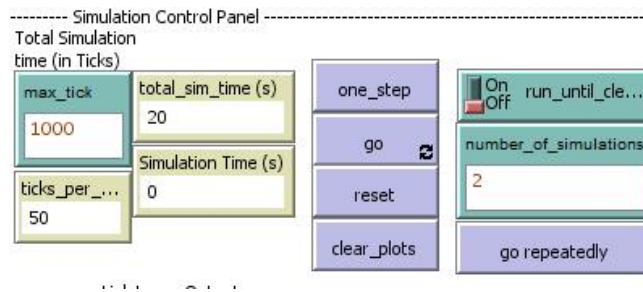 --------- Simulation Control Panel ---------
Total Simulation
time (in Ticks)
max_tick
1000
total_sim_time (s)
20
Simulation Time (s)
0
ticks_per_...
50
one_step
go
reset
clear_plots
On
Off
run_until_cle...
number_of_simulations
2
go repeatedly